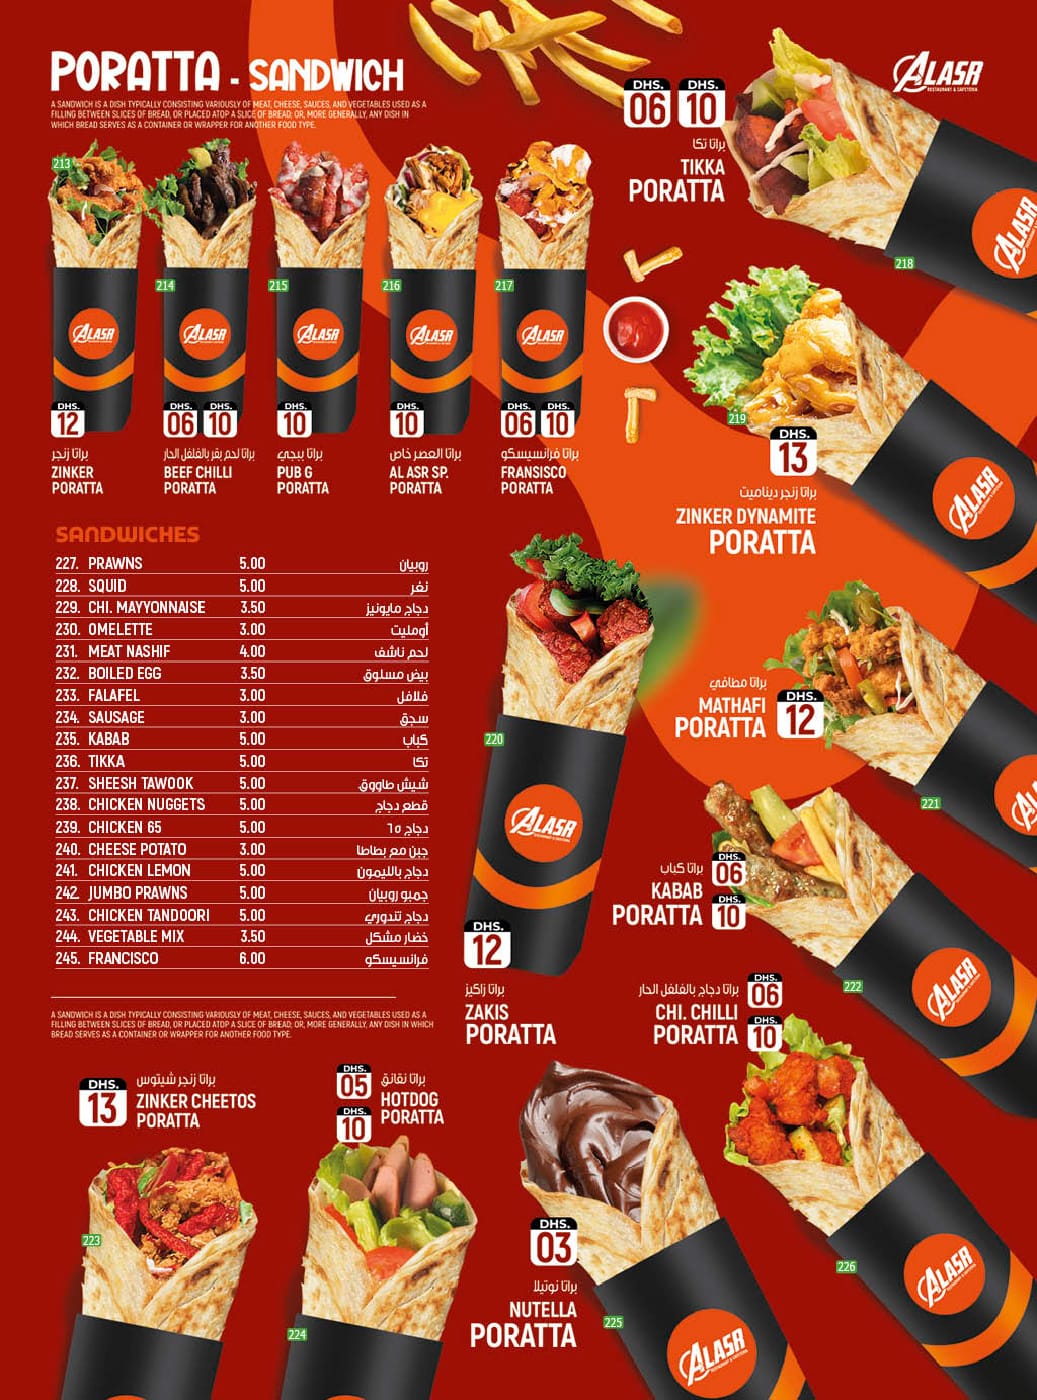 PORATTA - SANDWICH
A SANDWICH IS A DISH TYPICALLY CONSISTING VARIOUSLY OF MEAT, CHEESE, SAUCES, AND VEGETABLES USED AS A
FILLING BETWEEN SLICES OF BREAD, OR PLACED ATOP A SLICE OF BREAD; OR, MORE GENERALLY, ANY DISH IN
WHICH BREAD SERVES AS A CONTAINER OR WRAPPER FOR ANOTHER FOOD TYPE.
ALASR
RESTAURANT & CAFETERIA
DHS. 06 DHS. 10
براتا تكا
TIKKA
PORATTA
218
ALASR
213
ALASR
DHS. 12
براتا زنجر
ZINKER
PORATTA
214
ALASR
DHS. 06 DHS. 10
براتا لحم بقر بالفلفل الحار
BEEF CHILLI
PORATTA
215
ALASR
DHS. 10
براتا ببجي
PUB G
PORATTA
216
ALASR
DHS. 10
براتا العصر خاص
AL ASR SP.
PORATTA
217
ALASR
DHS. 06 DHS. 10
براتا فرانسيسكو
FRANSISCO
PORATTA
219
DHS. 13
براتا زنجر ديناميت
ZINKER DYNAMITE
PORATTA
ALASR
SANDWICHES
227. PRAWNS 5.00 روبيان
228. SQUID 5.00 نغر
229. CHI. MAYYONNAISE 3.50 دجاج مايونيز
230. OMELETTE 3.00 أومليت
231. MEAT NASHIF 4.00 لحم ناشف
232. BOILED EGG 3.50 بيض مسلوق
233. FALAFEL 3.00 فلافل
234. SAUSAGE 3.00 سجق
235. KABAB 5.00 كباب
236. TIKKA 5.00 تكا
237. SHEESH TAWOOK 5.00 شيش طاووق
238. CHICKEN NUGGETS 5.00 قطع دجاج
239. CHICKEN 65 5.00 دجاج ٦٥
240. CHEESE POTATO 3.00 جبن مع بطاطا
241. CHICKEN LEMON 5.00 دجاج بالليمون
242. JUMBO PRAWNS 5.00 جمبو روبيان
243. CHICKEN TANDOORI 5.00 دجاج تندوري
244. VEGETABLE MIX 3.50 خضار مشكل
245. FRANCISCO 6.00 فرانسيسكو
A SANDWICH IS A DISH TYPICALLY CONSISTING VARIOUSLY OF MEAT, CHEESE, SAUCES, AND VEGETABLES USED AS A
FILLING BETWEEN SLICES OF BREAD, OR PLACED ATOP A SLICE OF BREAD; OR, MORE GENERALLY, ANY DISH IN WHICH
BREAD SERVES AS A CONTAINER OR WRAPPER FOR ANOTHER FOOD TYPE.
220
ALASR
DHS. 12
براتا زاكيز
ZAKIS
PORATTA
براتا مطافي
MATHAFI
PORATTA
DHS. 12
221
براتا كباب
KABAB
PORATTA
DHS. 06
DHS. 10
222
ALASR
براتا دجاج بالفلفل الحار
CHI. CHILLI
PORATTA
DHS. 06
DHS. 10
226
ALASR
DHS. 13
براتا زنجر شيتوس
ZINKER CHEETOS
PORATTA
223
DHS. 05
DHS. 10
براتا نقانق
HOTDOG
PORATTA
224
DHS. 03
براتا نوتيلا
NUTELLA
PORATTA
225
ALASR